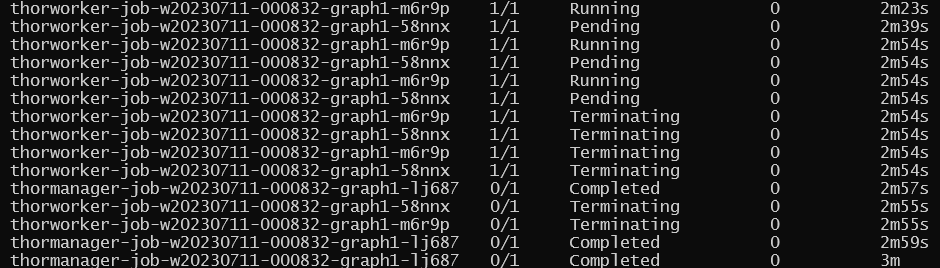 thorworker-job-w20230711-000832-graph1-m6r9p 1/1 Running 0 2m23s
thorworker-job-w20230711-000832-graph1-58nnx 1/1 Pending 0 2m39s
thorworker-job-w20230711-000832-graph1-m6r9p 1/1 Running 0 2m54s
thorworker-job-w20230711-000832-graph1-58nnx 1/1 Pending 0 2m54s
thorworker-job-w20230711-000832-graph1-m6r9p 1/1 Running 0 2m54s
thorworker-job-w20230711-000832-graph1-58nnx 1/1 Pending 0 2m54s
thorworker-job-w20230711-000832-graph1-m6r9p 1/1 Terminating 0 2m54s
thorworker-job-w20230711-000832-graph1-58nnx 1/1 Terminating 0 2m54s
thorworker-job-w20230711-000832-graph1-m6r9p 1/1 Terminating 0 2m54s
thorworker-job-w20230711-000832-graph1-58nnx 1/1 Terminating 0 2m54s
thormanager-job-w20230711-000832-graph1-lj687 0/1 Completed 0 2m57s
thorworker-job-w20230711-000832-graph1-58nnx 0/1 Terminating 0 2m55s
thorworker-job-w20230711-000832-graph1-m6r9p 0/1 Terminating 0 2m55s
thormanager-job-w20230711-000832-graph1-lj687 0/1 Completed 0 2m59s
thormanager-job-w20230711-000832-graph1-lj687 0/1 Completed 0 3m